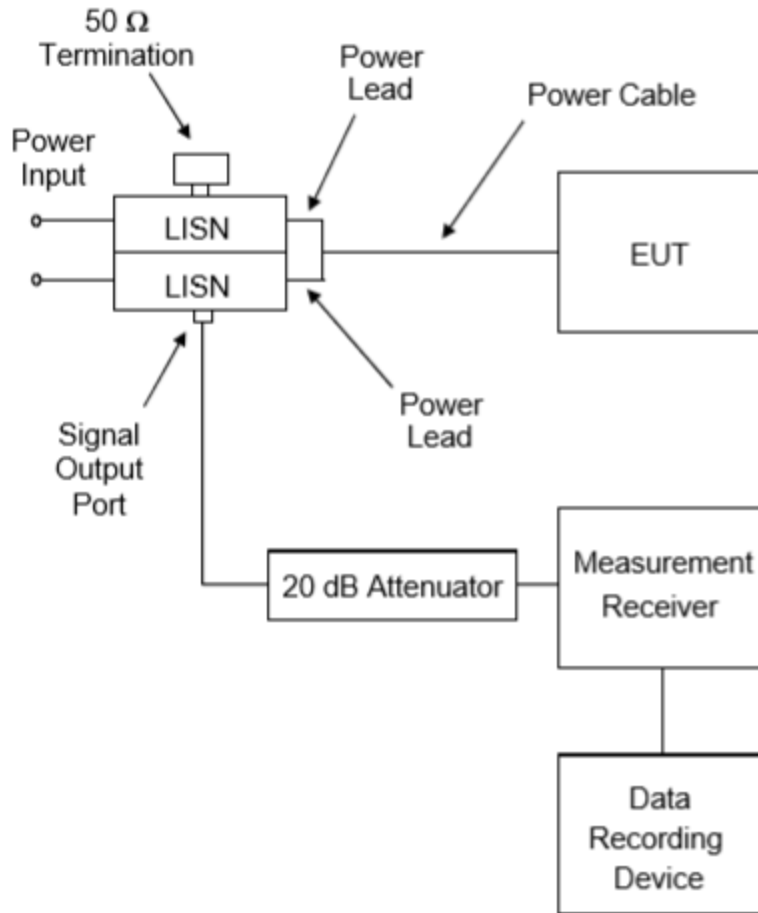 50 Ω
Termination
Power
Lead
Power Cable
Power
Input
LISN
LISN
EUT
Power
Lead
Signal
Output
Port
20 dB Attenuator
Measurement
Receiver
Data
Recording
Device